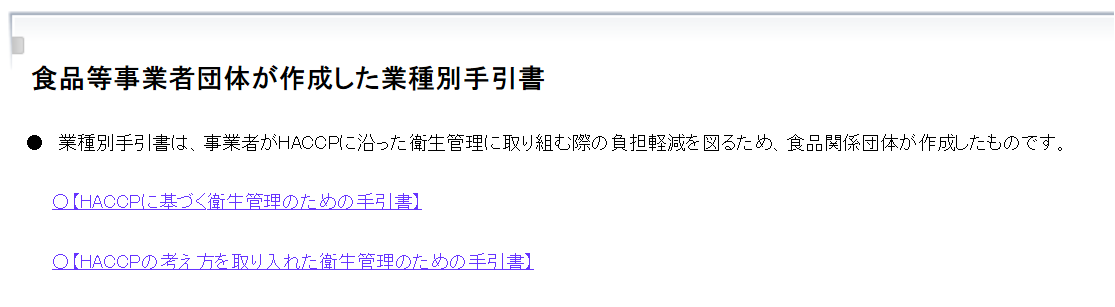 食品等事業者団体が作成した業種別手引書
● 業種別手引書は、事業者がHACCPに沿った衛生管理に取り組む際の負担軽減を図るため、食品関係団体が作成したものです。
○【HACCPに基づく衛生管理のための手引書】
○【HACCPの考え方を取り入れた衛生管理のための手引書】